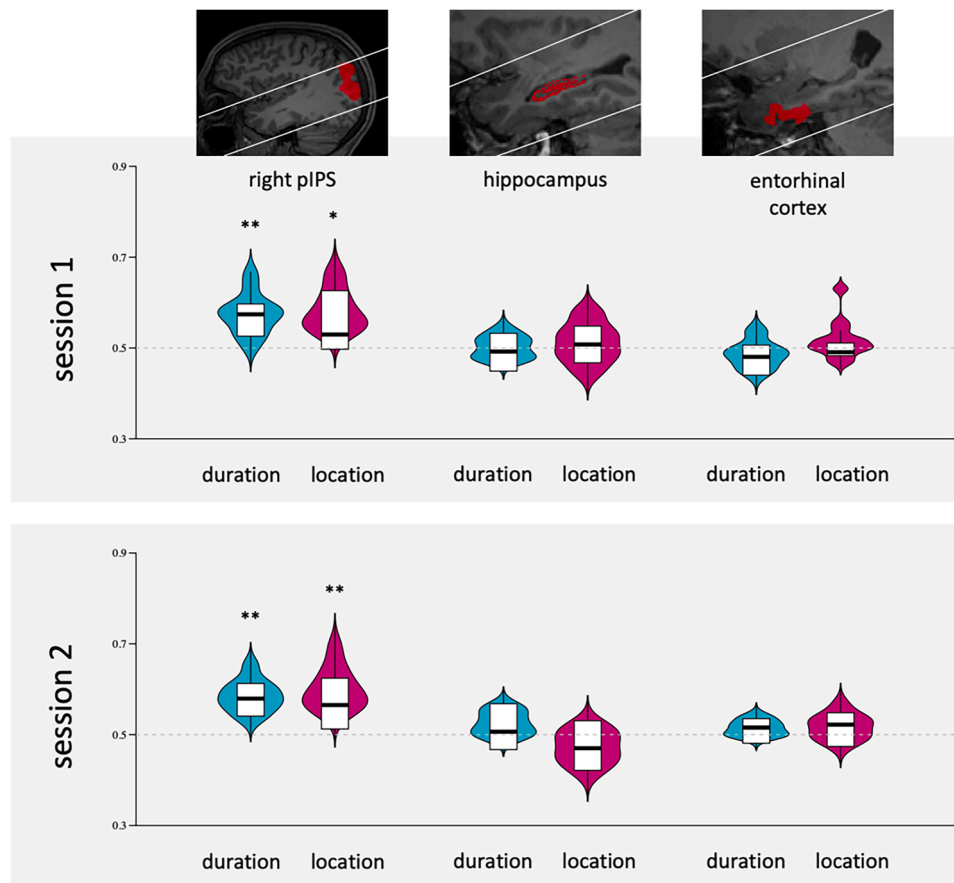 right pIPS
hippocampus
entorhinal
cortex
session 1
0.9
0.7
0.5
0.3
**
*
duration
location
duration
location
duration
location
session 2
0.9
0.7
0.5
0.3
**
**
duration
location
duration
location
duration
location